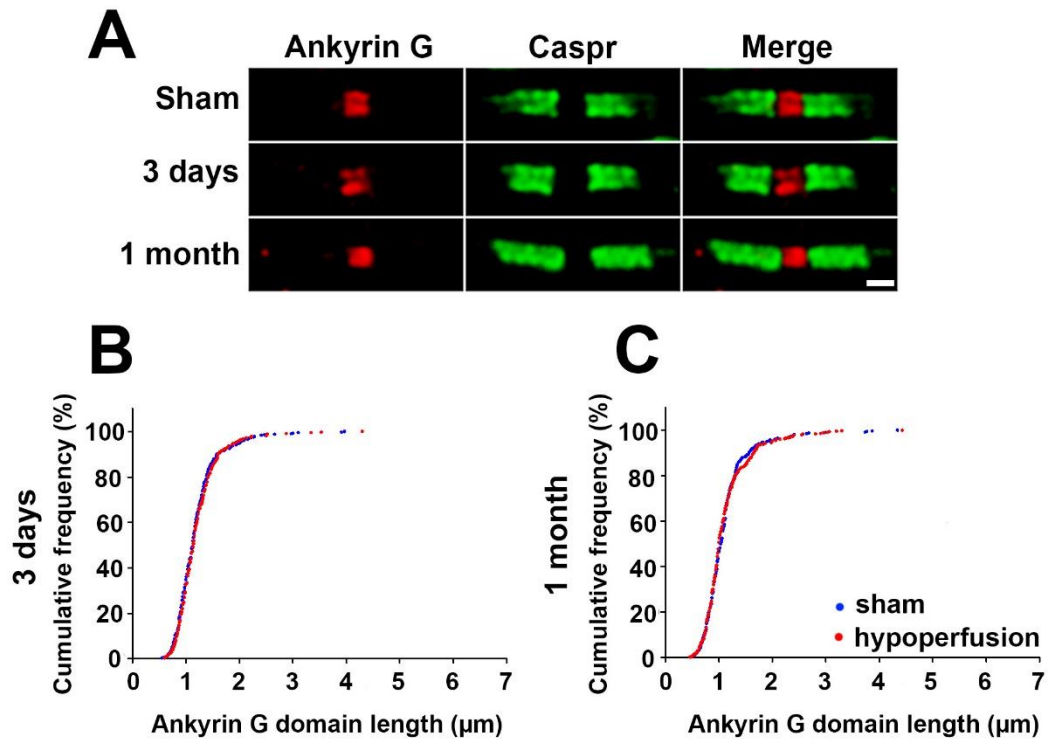 A
Ankyrin G Caspr Merge
Sham
3 days
1 month
B
3 days
Cumulative frequency (%)
100
80
60
40
20
0
0 1 2 3 4 5 6 7
Ankyrin G domain length (µm)
C
1 month
Cumulative frequency (%)
100
80
60
40
20
0
sham
hypoperfusion
0 1 2 3 4 5 6 7
Ankyrin G domain length (µm)